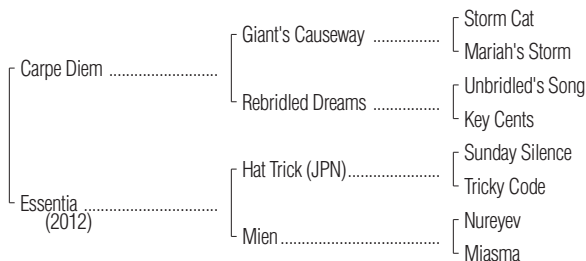 Storm Cat
Giant's Causeway
Mariah's Storm
Carpe Diem
Unbridled's Song
Rebridled Dreams
Key Cents
Sunday Silence
Hat Trick (JPN)
Tricky Code
Essentia
(2012)
Nureyev
Mien
Miasma